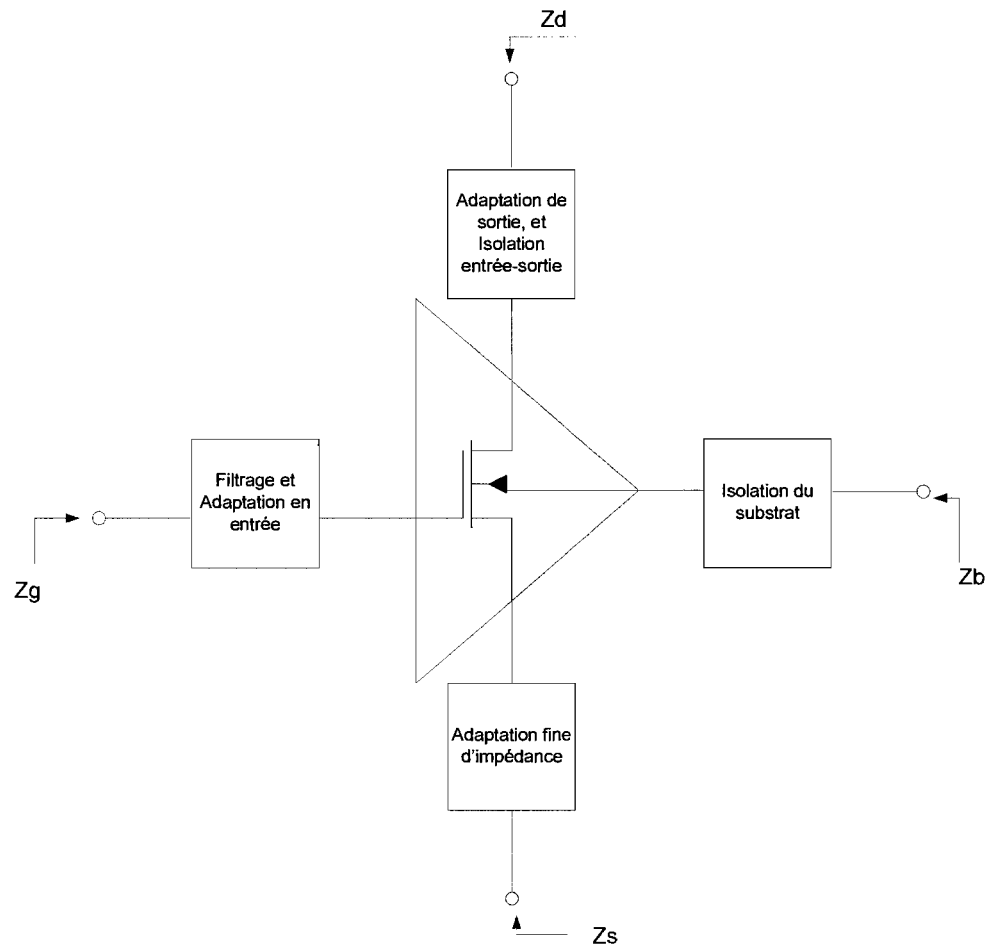 Zd
Adaptation de
sortie, et
Isolation
entrée-sortie
Filtrage et
Adaptation en
entrée
Isolation du
substrat
Zg
Zb
Adaptation fine
d'impédance
Zs